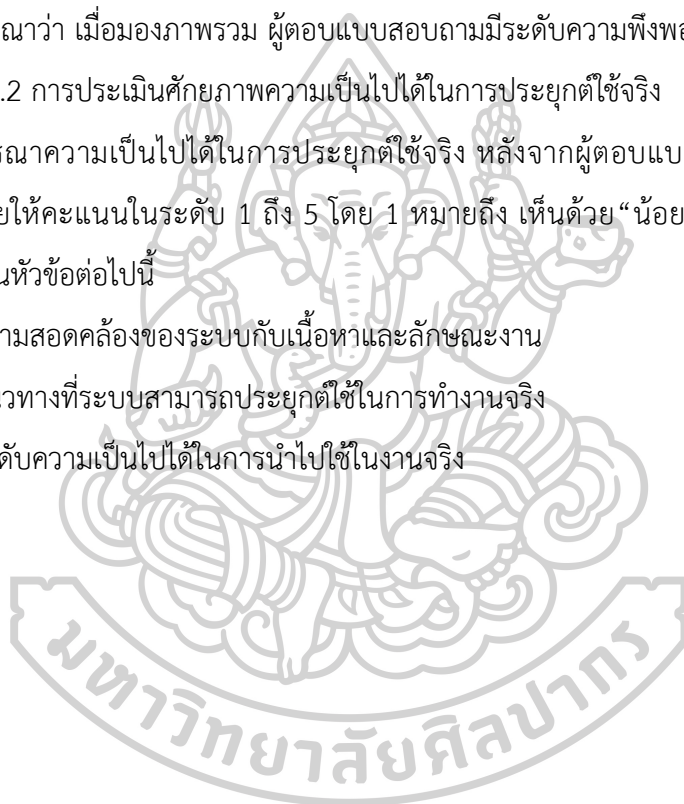 ณาว่า เมื่อมองภาพรวม ผู้ตอบแบบสอบถามมีระดับความพึงพอ
.2 การประเมินศักยภาพความเป็นไปได้ในการประยุกต์ใช้จริง
รณาความเป็นไปได้ในการประยุกต์ใช้จริง หลังจากผู้ตอบแบบ
ยให้คะแนนในระดับ 1 ถึง 5 โดย 1 หมายถึง เห็นด้วย “น้อย
นหัวข้อต่อไปนี้
ามสอดคล้องของระบบกับเนื้อหาและลักษณะงาน
นวทางที่ระบบสามารถประยุกต์ใช้ในการทำงานจริง
ดับความเป็นไปได้ในการนำไปใช้ในงานจริง
มหาวิทยาลัยศิลปากร